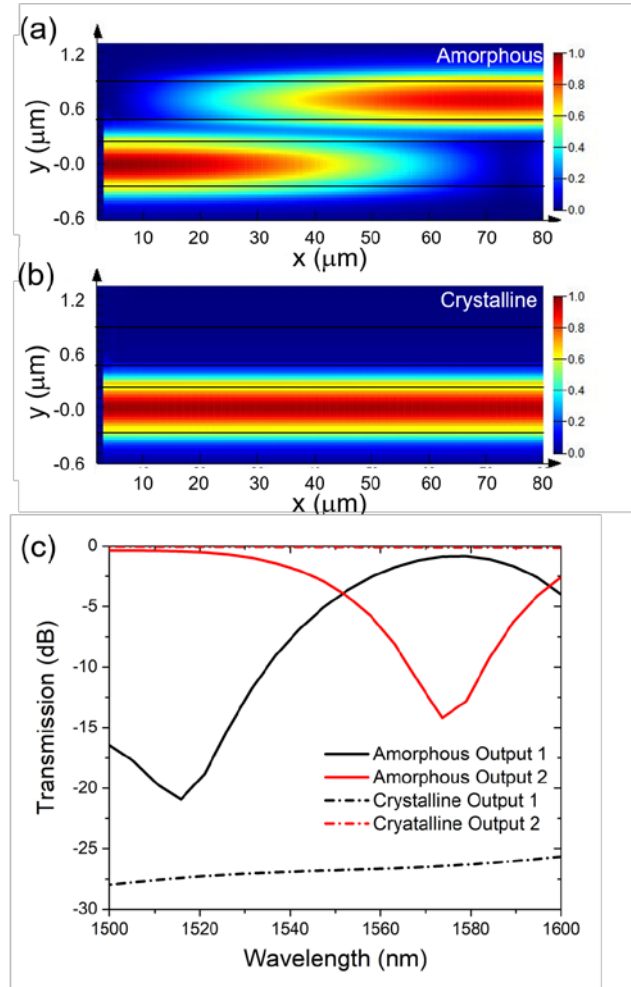 (a)
Amorphous
1.2
0.6
-0.0
-0.6
y (μm)
10 20 30 40 50 60 70 80
x (μm)
1.0
0.8
0.6
0.4
0.2
0.0
(b)
Crystalline
1.2
0.6
-0.0
-0.6
y (μm)
10 20 30 40 50 60 70 80
x (μm)
1.0
0.8
0.6
0.4
0.2
0.0
(c)
0
-5
-10
-15
-20
-25
-30
Transmission (dB)
Amorphous Output 1
Amorphous Output 2
Crystalline Output 1
Cryatalline Output 2
1500 1520 1540 1560 1580 1600
Wavelength (nm)